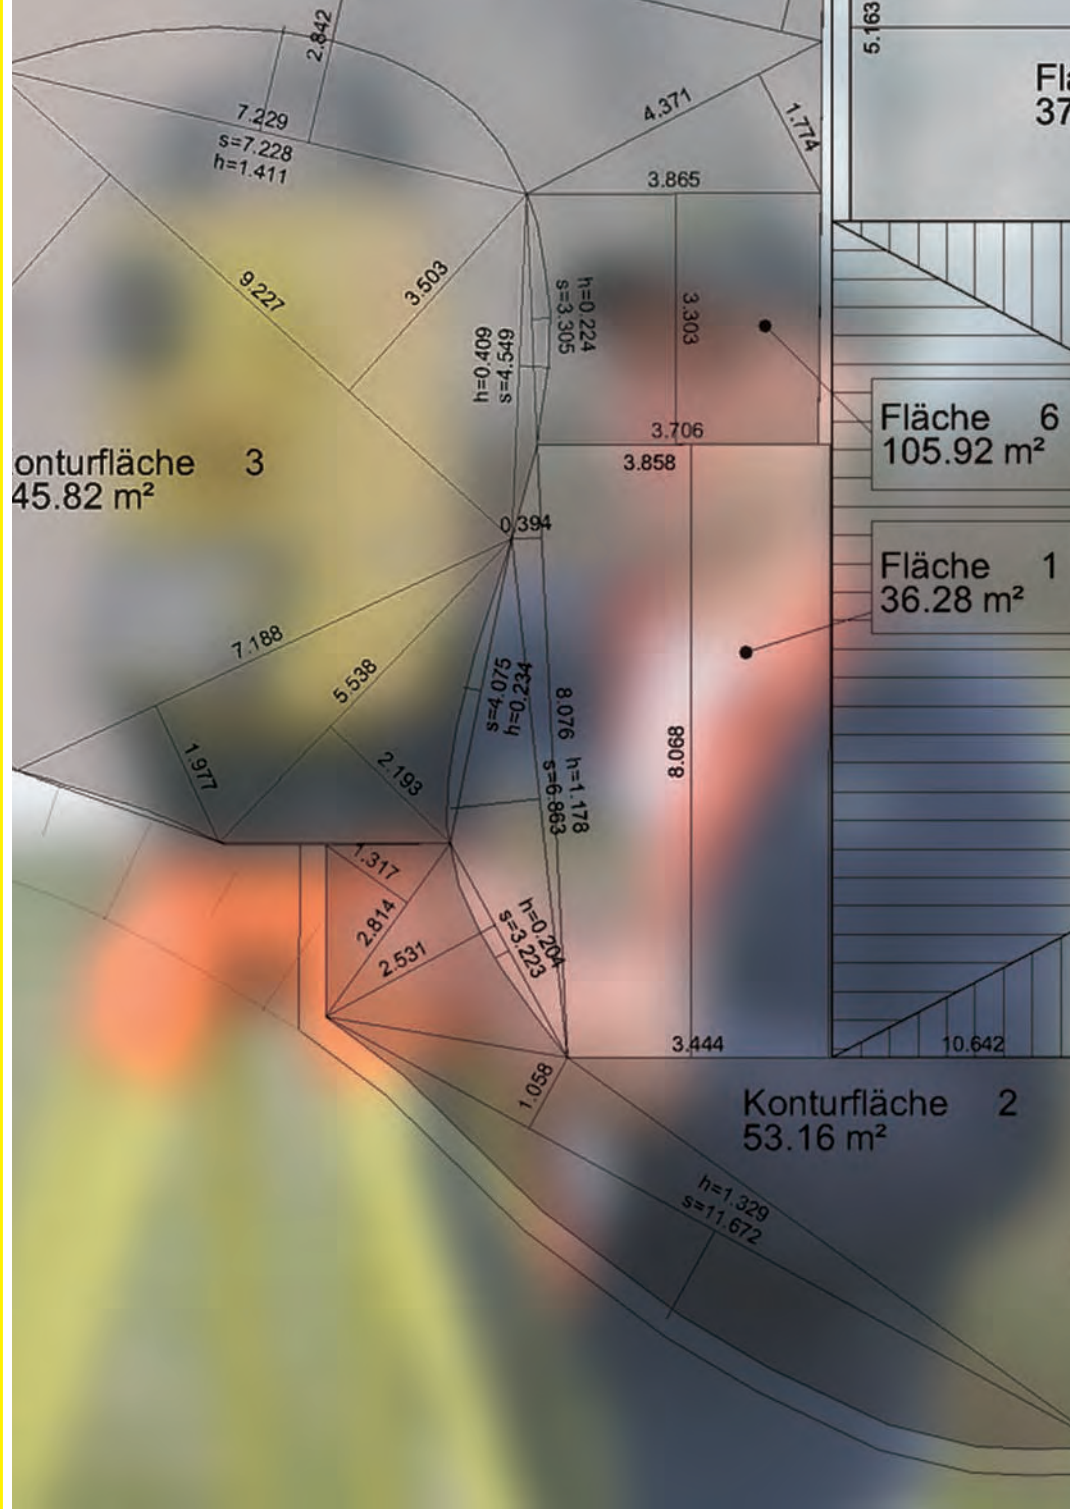 2.842
5.163
Flä
37
7.229
s=7.228
h=1.411
4.371
1.774
3.865
9.227
3.503
h=0.224
s=3.305
3.303
h=0.409
s=4.549
Fläche 6
105.92 m²
3.706
3.858
onturfläche 3
45.82 m²
0.394
Fläche 1
36.28 m²
7.188
5.538
s=4.075
h=0.234
8.076 h=1.178
s=6.863
8.068
1.977
2.193
1.317
2.814
2.531
h=0.204
s=3.223
3.444
10.642
1.058
Konturfläche 2
53.16 m²
h=1.329
s=11.672